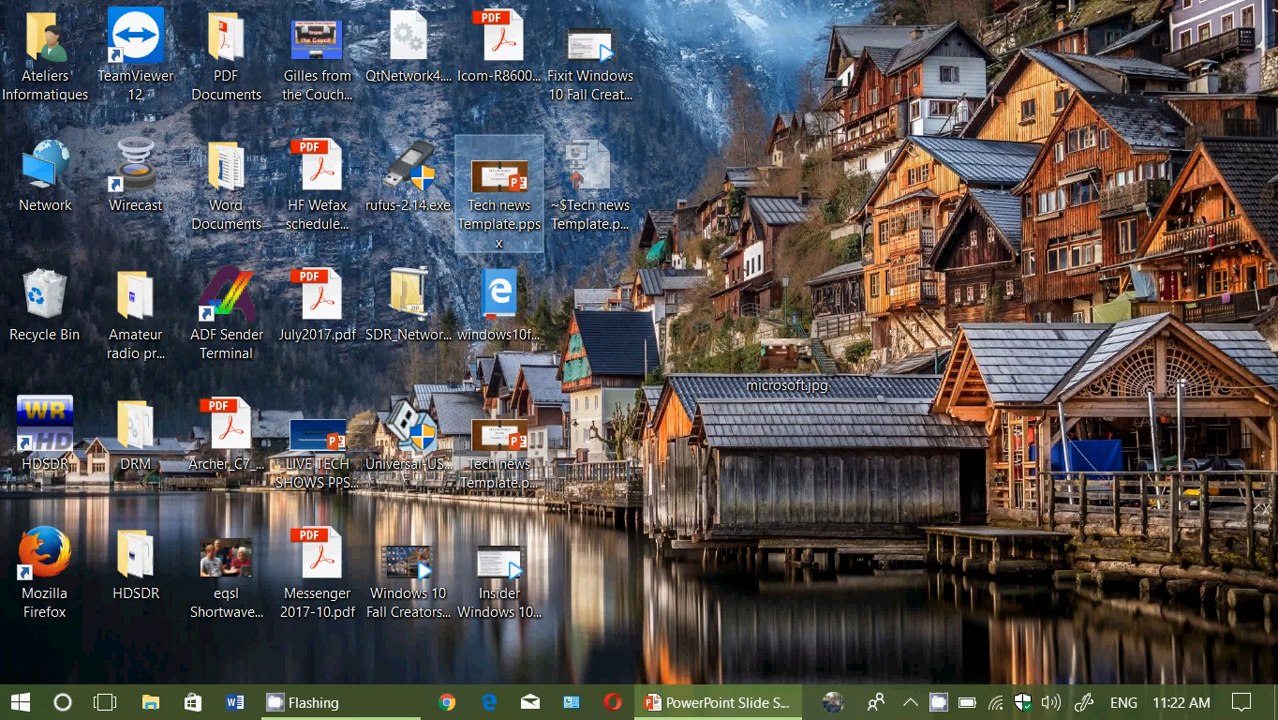 Ateliers
Informatiques
TeamViewer
12
PDF
Documents
Gilles from
the Couch...
QtNetwork4....
Icom-R8600...
Fixit Windows
10 Fall Creat...
Network
Wirecast
Word
Documents
HF Wefax
schedule...
rufus-2.14.exe
Tech news
Template.pps
x
~$Tech news
Template.p...
Recycle Bin
Amateur
radio pr...
ADF Sender
Terminal
July2017.pdf
SDR_Networ...
windows10f...
microsoft.jpg
HDSDR
DRM
Archer_C7_...
LIVE TECH
SHOWS PPS...
Universal-US...
Tech news
Template.p...
Mozilla
Firefox
HDSDR
eqsl
Shortwave...
Messenger
2017-10.pdf
Windows 10
Fall Creators...
Insider
Windows 10...
PDF
PDF
PDF
PDF
PDF
ZIP
WR
HD
Flashing
PowerPoint Slide S...
ENG
11:22 AM